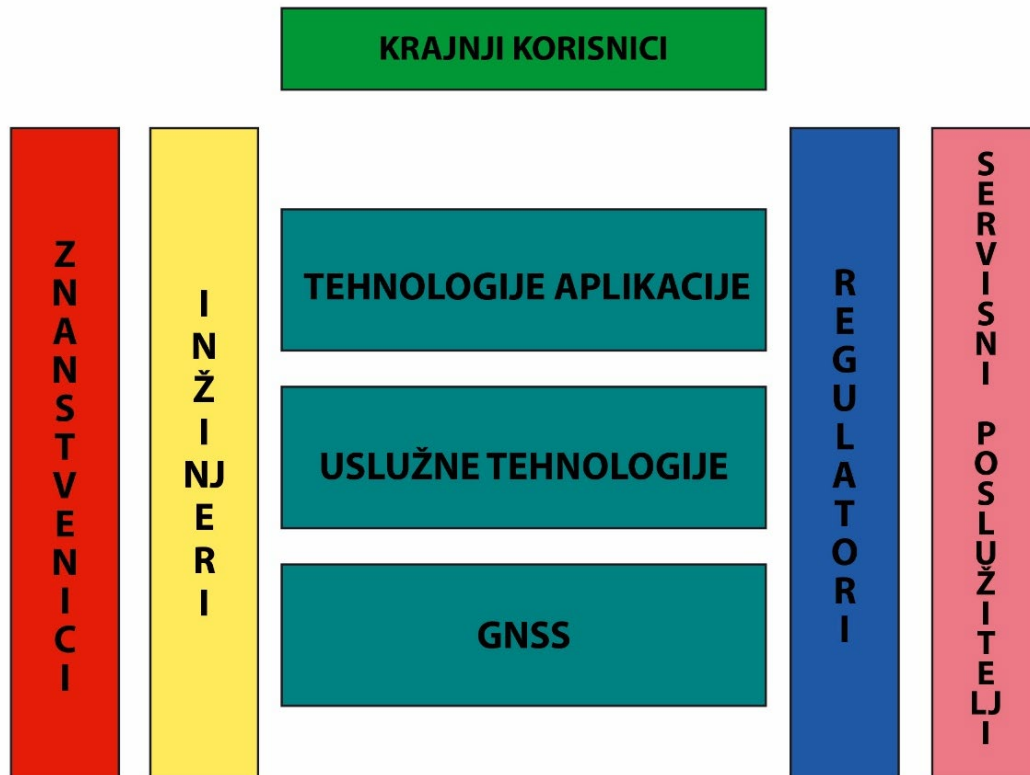 KRAJNJI KORISNICI
ZNANSTVENICI
INŽINJERI
TEHNOLOGIJE APLIKACIJE
USLUŽNE TEHNOLOGIJE
GNSS
REGULATORI
SERVISNI POSLUŽITELJI